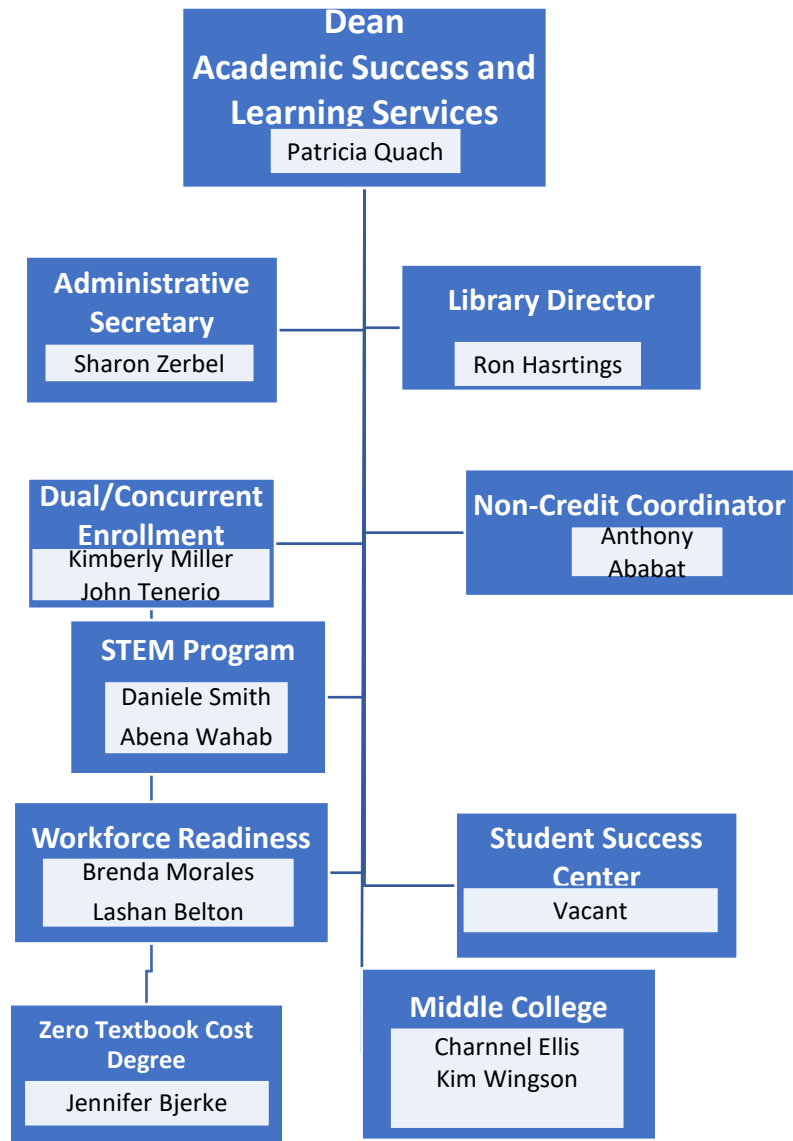 Dean
Academic Success and
Learning Services
Patricia Quach
Administrative
Secretary
Sharon Zerbel
Library Director
Ron Hasrtings
Dual/Concurrent
Enrollment
Kimberly Miller
John Tenerio
Non-Credit Coordinator
Anthony
Ababat
STEM Program
Daniele Smith
Abena Wahab
Workforce Readiness
Brenda Morales
Lashan Belton
Student Success
Center
Vacant
Zero Textbook Cost
Degree
Jennifer Bjerke
Middle College
Charnnel Ellis
Kim Wingson